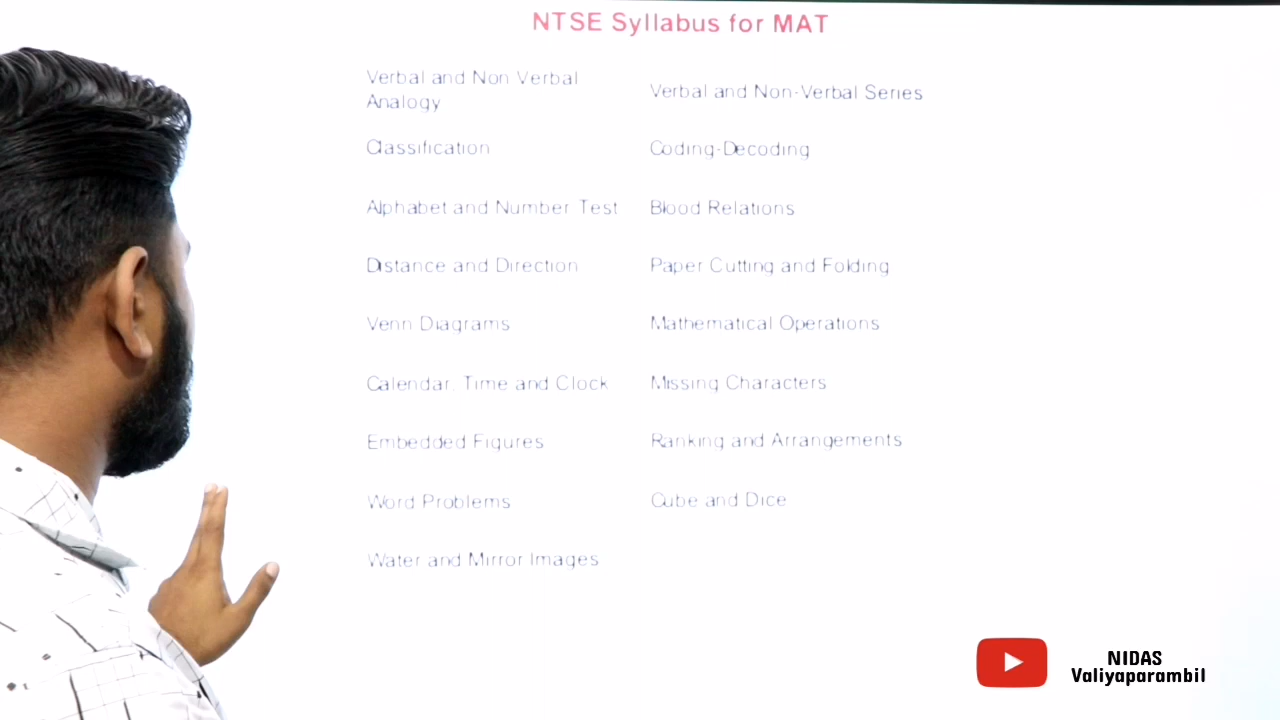 NTSE Syllabus for MAT
Verbal and Non Verbal
Analogy
Verbal and Non-Verbal Series
Classification
Coding-Decoding
Alphabet and Number Test
Blood Relations
Distance and Direction
Paper Cutting and Folding
Venn Diagrams
Mathematical Operations
Calendar, Time and Clock
Missing Characters
Embedded Figures
Ranking and Arrangements
Word Problems
Cube and Dice
Water and Mirror Images
NIDAS
Valiyaparambil